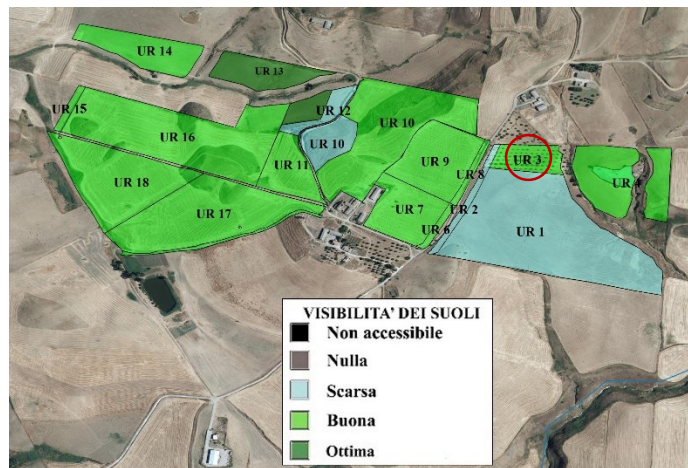 UR 14
UR 13
UR 15
UR 12
UR 10
UR 16
UR 10
UR 9
UR 8
UR 3
UR 11
UR 4
UR 18
UR 17
UR 7
UR 2
UR 6
UR 1
VISIBILITA' DEI SUOLI
Non accessibile
Nulla
Scarsa
Buona
Ottima